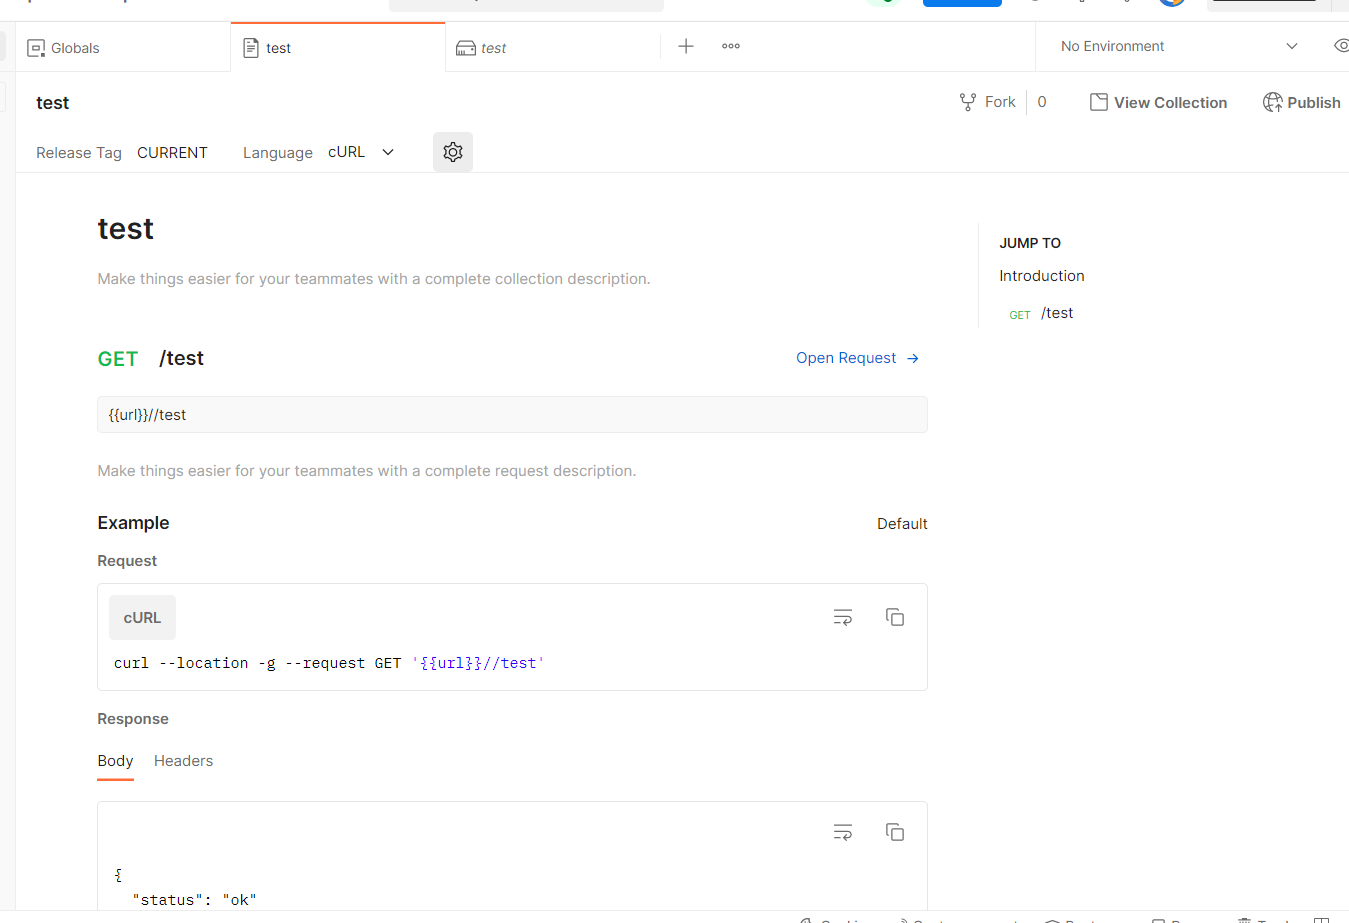 Globals
test
test
No Environment
test
Fork 0
View Collection
Publish
Release Tag CURRENT
Language cURL
test
Make things easier for your teammates with a complete collection description.
JUMP TO
Introduction
GET /test
GET /test
Open Request →
{{url}}//test
Make things easier for your teammates with a complete request description.
Example
Default
Request
cURL
curl --location -g --request GET '{{url}}//test'
Response
Body Headers
{
"status": "ok"